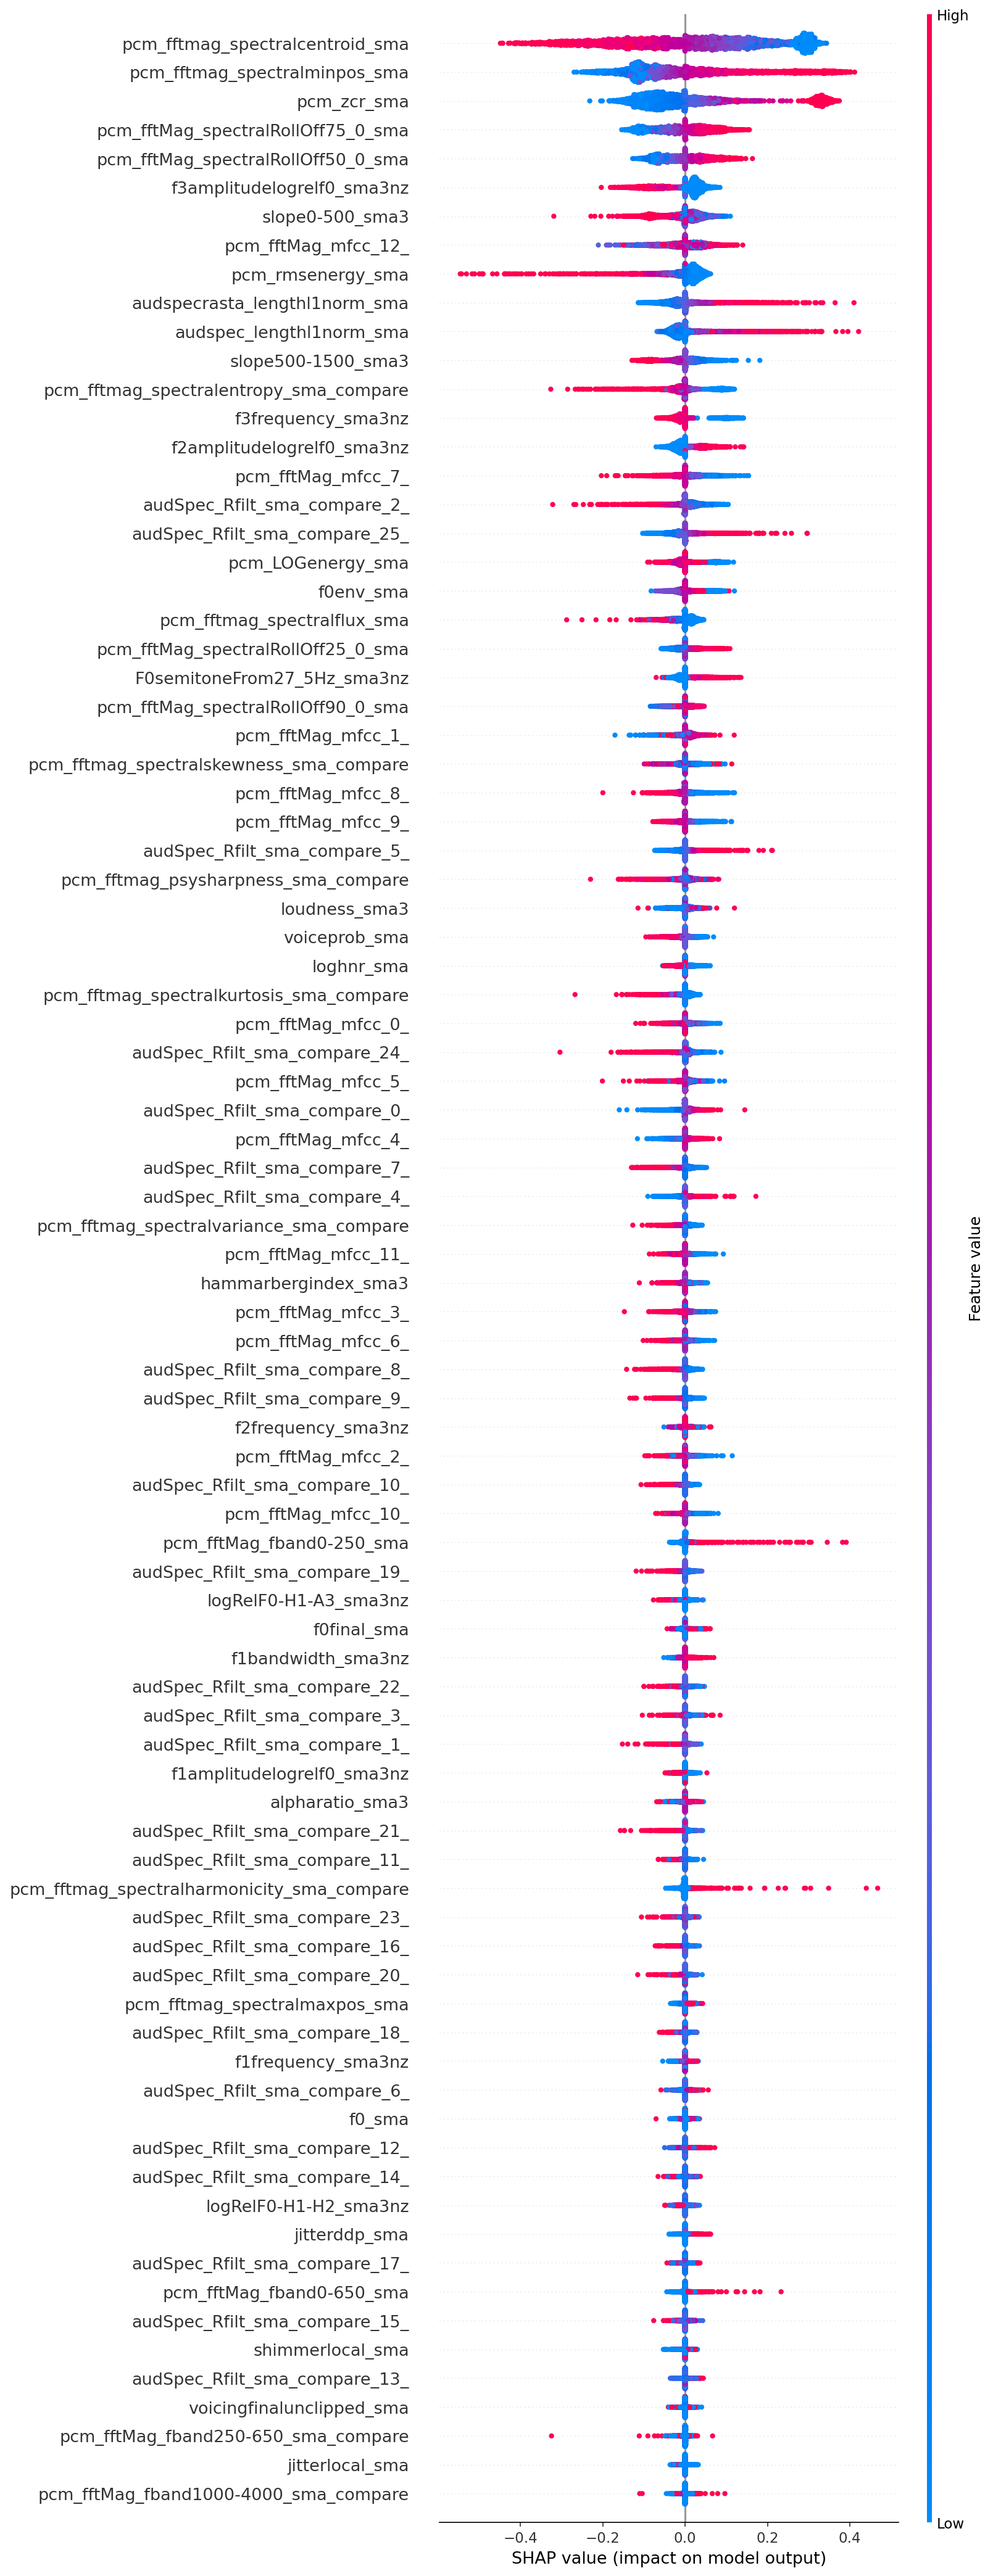 High
pcm_fftmag_spectralcentroid_sma
pcm_fftmag_spectralminpos_sma
pcm_zcr_sma
pcm_fftMag_spectralRollOff75_0_sma
pcm_fftMag_spectralRollOff50_0_sma
f3amplitudelogrelf0_sma3nz
slope0-500_sma3
pcm_fftMag_mfcc_12_
pcm_rmsenergy_sma
audspecrasta_lengthl1norm_sma
audspec_lengthl1norm_sma
slope500-1500_sma3
pcm_fftmag_spectralentropy_sma_compare
f3frequency_sma3nz
f2amplitudelogrelf0_sma3nz
pcm_fftMag_mfcc_7_
audSpec_Rfilt_sma_compare_2_
audSpec_Rfilt_sma_compare_25_
pcm_LOGenergy_sma
f0env_sma
pcm_fftmag_spectralflux_sma
pcm_fftMag_spectralRollOff25_0_sma
F0semitoneFrom27_5Hz_sma3nz
pcm_fftMag_spectralRollOff90_0_sma
pcm_fftMag_mfcc_1_
pcm_fftmag_spectralskewness_sma_compare
pcm_fftMag_mfcc_8_
pcm_fftMag_mfcc_9_
audSpec_Rfilt_sma_compare_5_
pcm_fftmag_psysharpness_sma_compare
loudness_sma3
voiceprob_sma
loghnr_sma
pcm_fftmag_spectralkurtosis_sma_compare
pcm_fftMag_mfcc_0_
audSpec_Rfilt_sma_compare_24_
pcm_fftMag_mfcc_5_
audSpec_Rfilt_sma_compare_0_
pcm_fftMag_mfcc_4_
audSpec_Rfilt_sma_compare_7_
audSpec_Rfilt_sma_compare_4_
pcm_fftmag_spectralvariance_sma_compare
pcm_fftMag_mfcc_11_
hammarbergindex_sma3
pcm_fftMag_mfcc_3_
pcm_fftMag_mfcc_6_
audSpec_Rfilt_sma_compare_8_
audSpec_Rfilt_sma_compare_9_
f2frequency_sma3nz
pcm_fftMag_mfcc_2_
audSpec_Rfilt_sma_compare_10_
pcm_fftMag_mfcc_10_
pcm_fftMag_fband0-250_sma
audSpec_Rfilt_sma_compare_19_
logRelF0-H1-A3_sma3nz
f0final_sma
f1bandwidth_sma3nz
audSpec_Rfilt_sma_compare_22_
audSpec_Rfilt_sma_compare_3_
audSpec_Rfilt_sma_compare_1_
f1amplitudelogrelf0_sma3nz
alpharatio_sma3
audSpec_Rfilt_sma_compare_21_
audSpec_Rfilt_sma_compare_11_
pcm_fftmag_spectralharmonicity_sma_compare
audSpec_Rfilt_sma_compare_23_
audSpec_Rfilt_sma_compare_16_
audSpec_Rfilt_sma_compare_20_
pcm_fftmag_spectralmaxpos_sma
audSpec_Rfilt_sma_compare_18_
f1frequency_sma3nz
audSpec_Rfilt_sma_compare_6_
f0_sma
audSpec_Rfilt_sma_compare_12_
audSpec_Rfilt_sma_compare_14_
logRelF0-H1-H2_sma3nz
jitterddp_sma
audSpec_Rfilt_sma_compare_17_
pcm_fftMag_fband0-650_sma
audSpec_Rfilt_sma_compare_15_
shimmerlocal_sma
audSpec_Rfilt_sma_compare_13_
voicingfinalunclipped_sma
pcm_fftMag_fband250-650_sma_compare
jitterlocal_sma
pcm_fftMag_fband1000-4000_sma_compare
Feature value
Low
−0.4 −0.2 0.0 0.2 0.4
SHAP value (impact on model output)